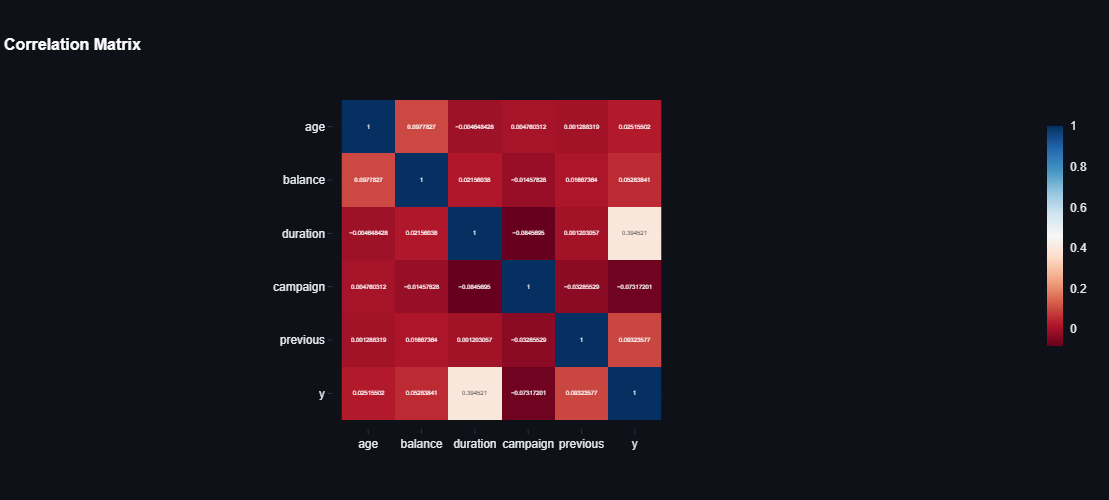 Correlation Matrix
age 1 0.0977827 −0.004648428 0.004760312 0.001288319 0.02515502
balance 0.0977827 1 0.02156038 −0.01457828 0.01667364 0.05283841
duration −0.004648428 0.02156038 1 −0.0845695 0.001203057 0.394521
campaign 0.004760312 −0.01457828 −0.0845695 1 −0.03285529 −0.07317201
previous 0.001288319 0.01667364 0.001203057 −0.03285529 1 0.09323577
y 0.02515502 0.05283841 0.394521 −0.07317201 0.09323577 1
age balance duration campaign previous y
1
0.8
0.6
0.4
0.2
0